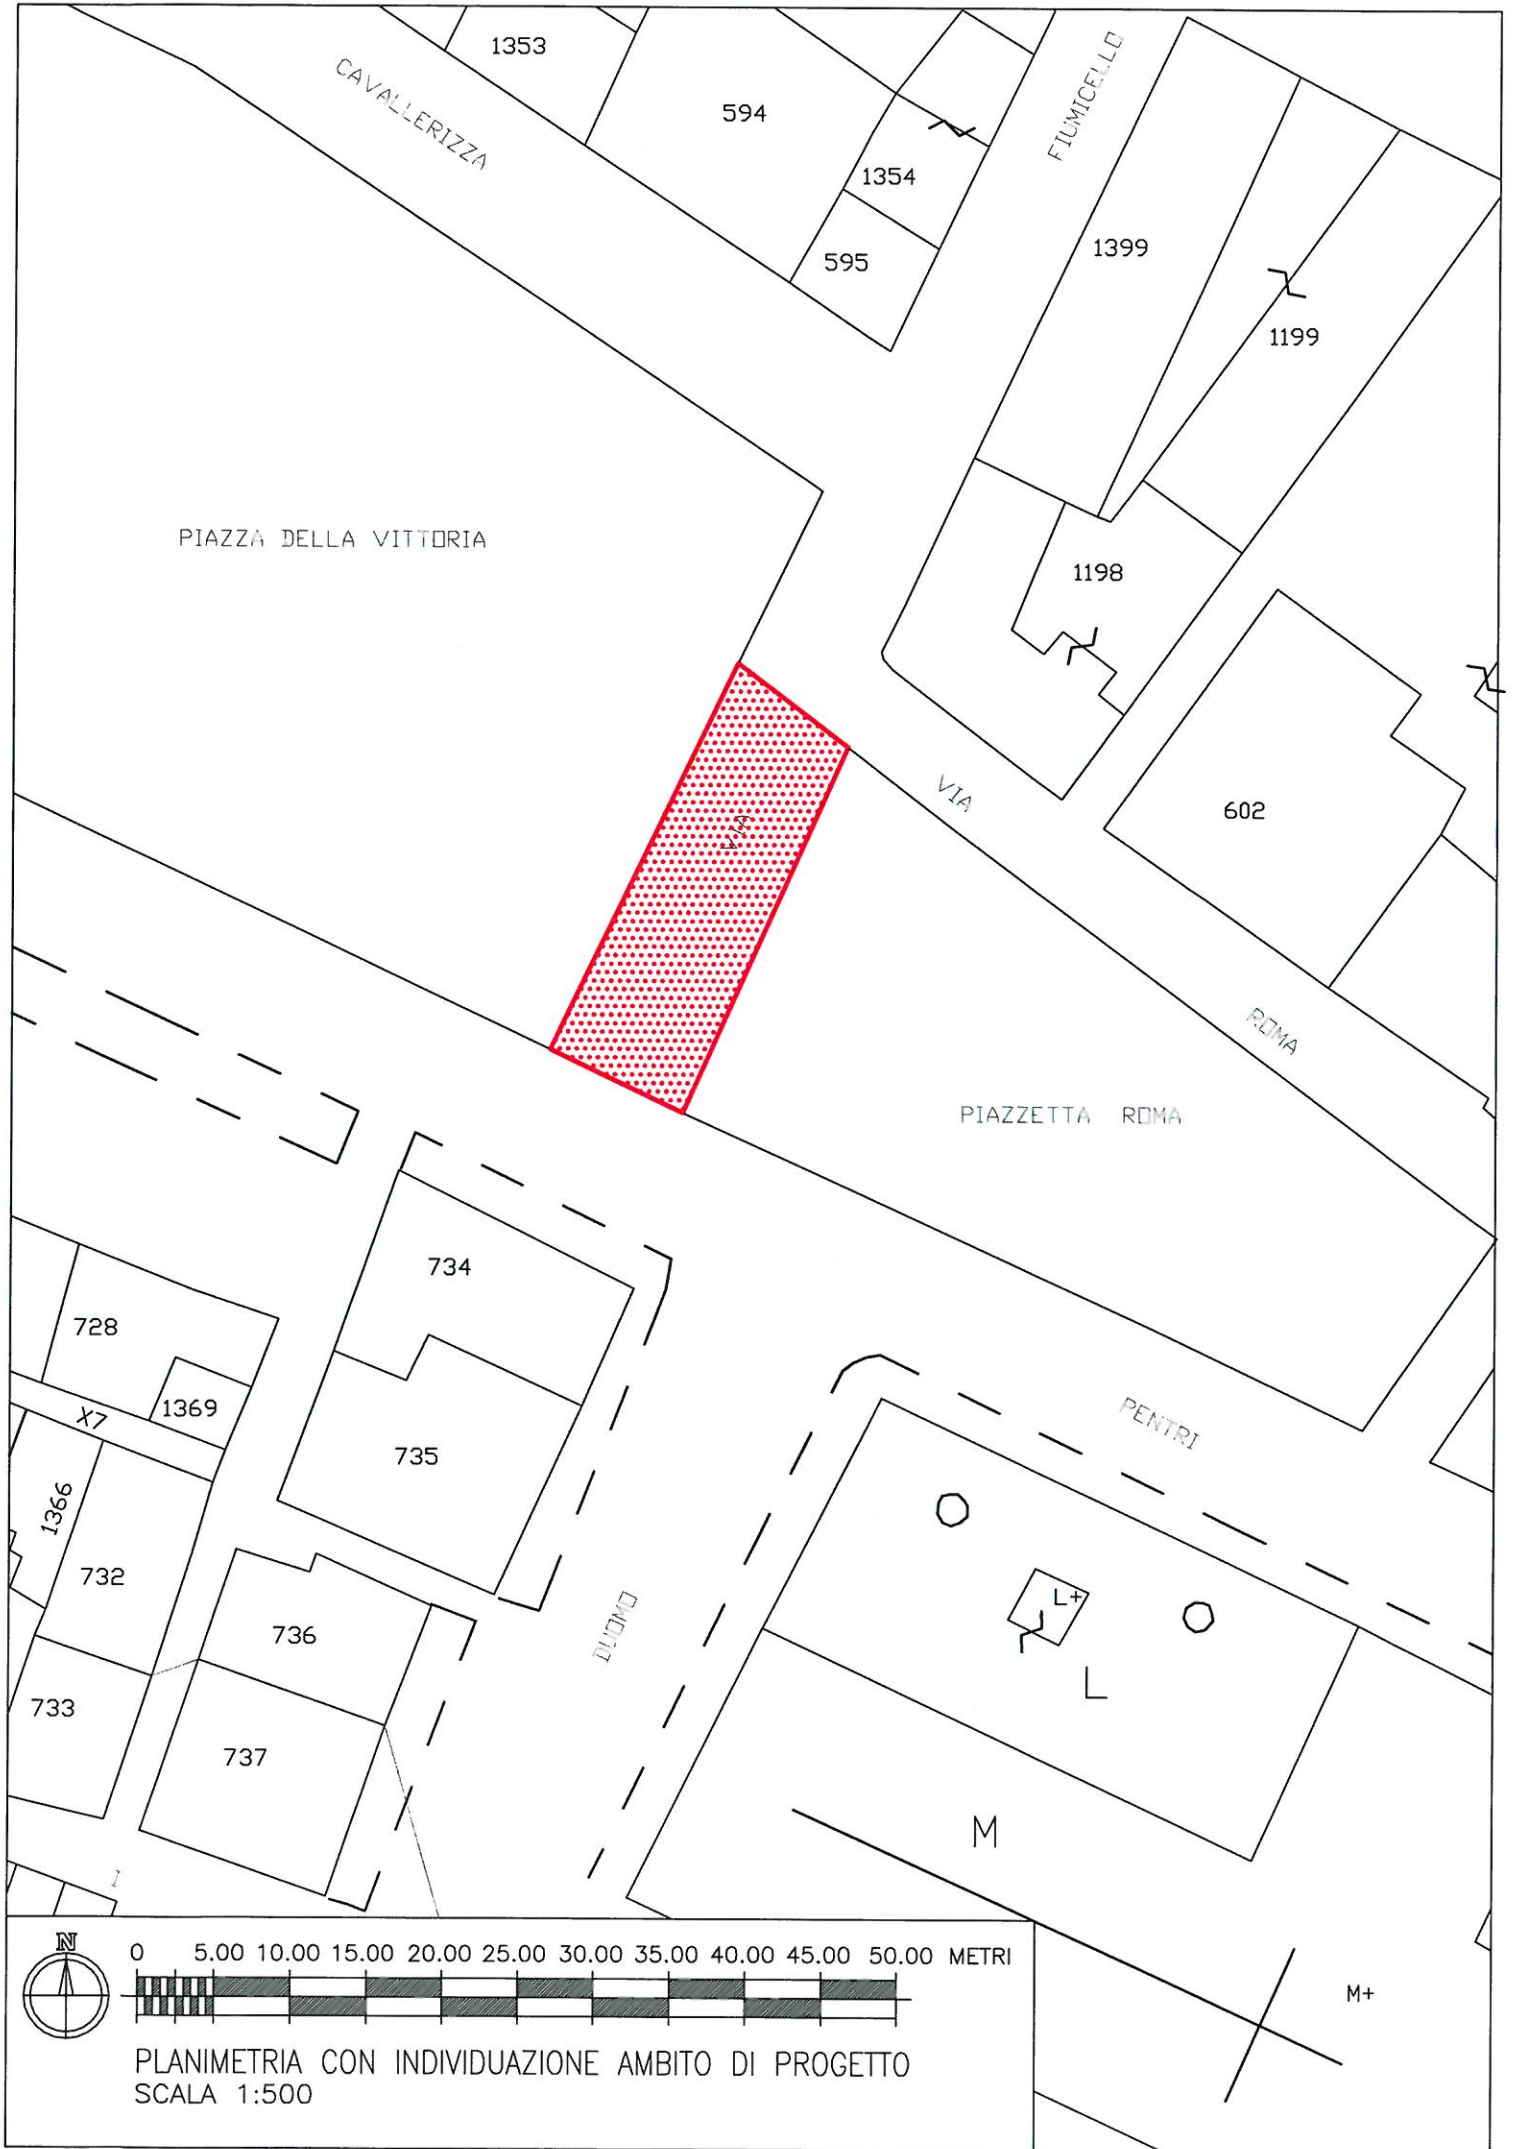 1353
CAVALLERIZZA
594
FIUMICELLO
1354
595
1399
1199
PIAZZA DELLA VITTORIA
1198
VIA
VIA
602
ROMA
PIAZZETTA ROMA
734
728
1369
X7
PENTRI
735
1366
732
L+
736
DUOMO
L
733
737
M
I
M+
N
0 5.00 10.00 15.00 20.00 25.00 30.00 35.00 40.00 45.00 50.00 METRI
PLANIMETRIA CON INDIVIDUAZIONE AMBITO DI PROGETTO
SCALA 1:500